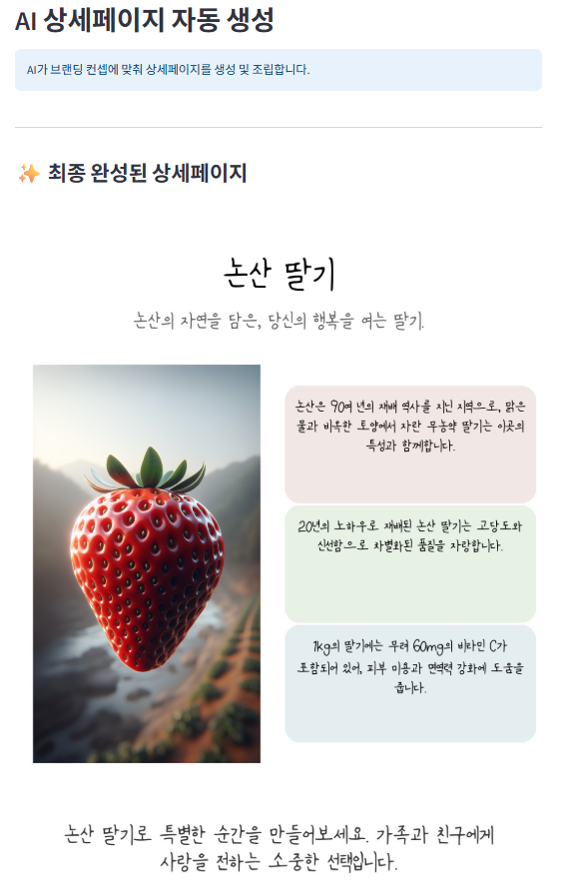 AI 상세페이지 자동 생성
AI가 브랜딩 컨셉에 맞춰 상세페이지를 생성 및 조립합니다.
✨ 최종 완성된 상세페이지
논산 딸기
논산의 자연을 담은, 당신의 행복을 여는 딸기.
논산은 90여 년의 재배 역사를 지닌 지역으로, 맑은
물과 비옥한 토양에서 자란 무농약 딸기는 이곳의
특성과 함께합니다.
20년의 노하우로 재배된 논산 딸기는 고당도와
신선함으로 차별화된 품질을 자랑합니다.
1kg의 딸기에는 무려 60mg의 비타민 C가
포함되어 있어, 피부 미용과 면역력 강화에 도움을
줍니다.
논산 딸기로 특별한 순간을 만들어보세요. 가족과 친구에게
사랑을 전하는 소중한 선택입니다.